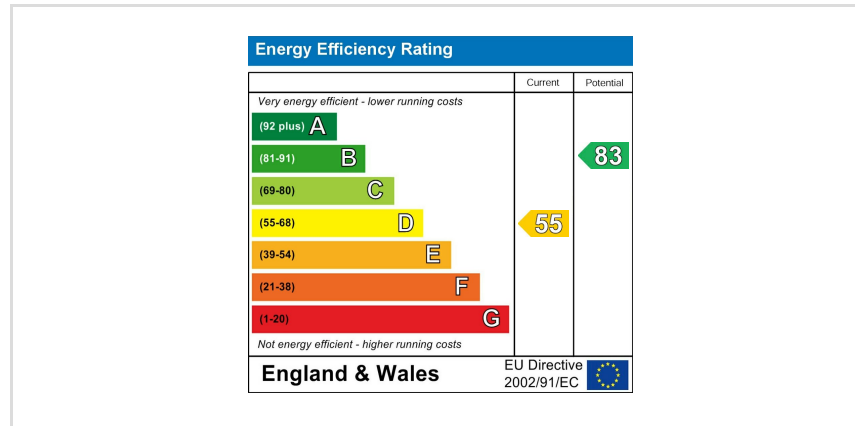 Energy Efficiency Rating
Current Potential
Very energy efficient - lower running costs
(92 plus) A
(81-91) B
83
(69-80) C
(55-68) D
55
(39-54) E
(21-38) F
(1-20) G
Not energy efficient - higher running costs
England & Wales
EU Directive
2002/91/EC